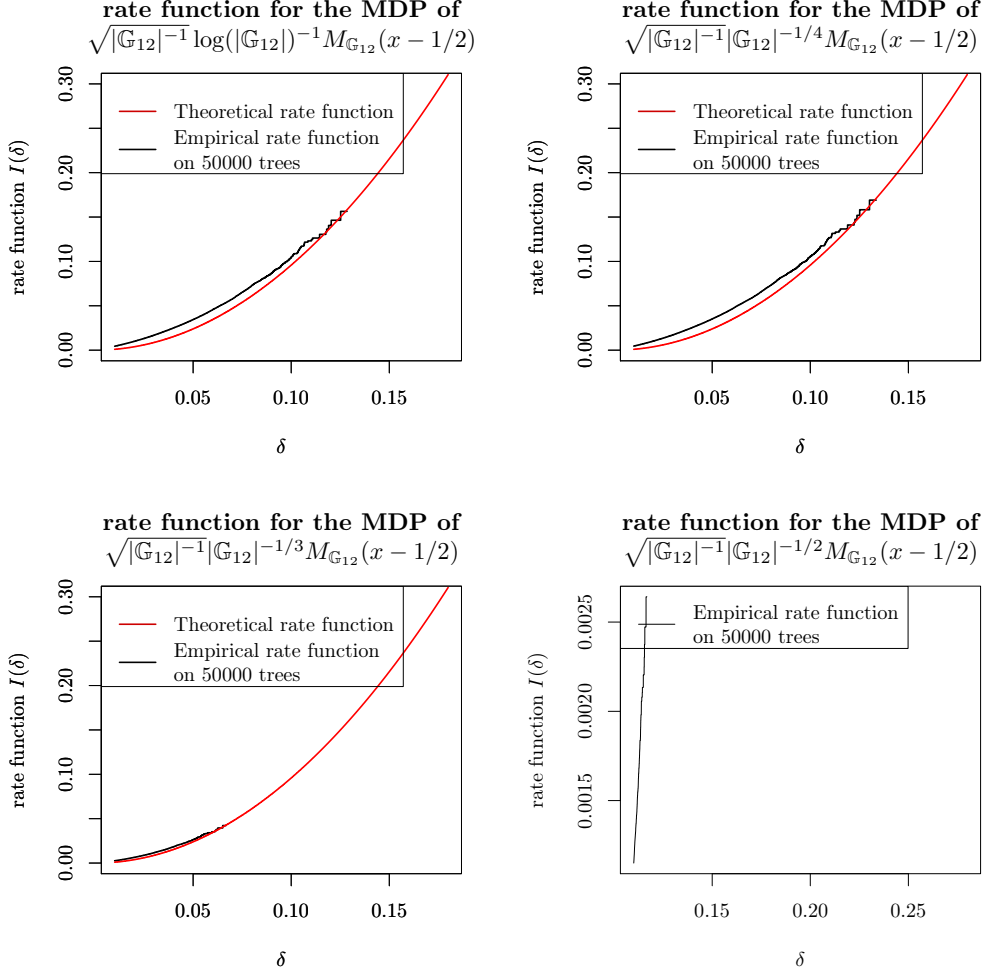 rate function for the MDP of
√|𝔾₁₂|⁻¹ log(|𝔾₁₂|)⁻¹M_𝔾₁₂(x − 1/2)
rate function I(δ)
0.00 0.10 0.20 0.30
Theoretical rate function
Empirical rate function
on 50000 trees
0.05 0.10 0.15
δ
rate function for the MDP of
√|𝔾₁₂|⁻¹|𝔾₁₂|⁻¹/⁴M_𝔾₁₂(x − 1/2)
rate function I(δ)
0.00 0.10 0.20 0.30
Theoretical rate function
Empirical rate function
on 50000 trees
0.05 0.10 0.15
δ
rate function for the MDP of
√|𝔾₁₂|⁻¹|𝔾₁₂|⁻¹/³M_𝔾₁₂(x − 1/2)
rate function I(δ)
0.00 0.10 0.20 0.30
Theoretical rate function
Empirical rate function
on 50000 trees
0.05 0.10 0.15
δ
rate function for the MDP of
√|𝔾₁₂|⁻¹|𝔾₁₂|⁻¹/²M_𝔾₁₂(x − 1/2)
rate function I(δ)
0.0015 0.0020 0.0025
Empirical rate function
on 50000 trees
0.15 0.20 0.25
δ